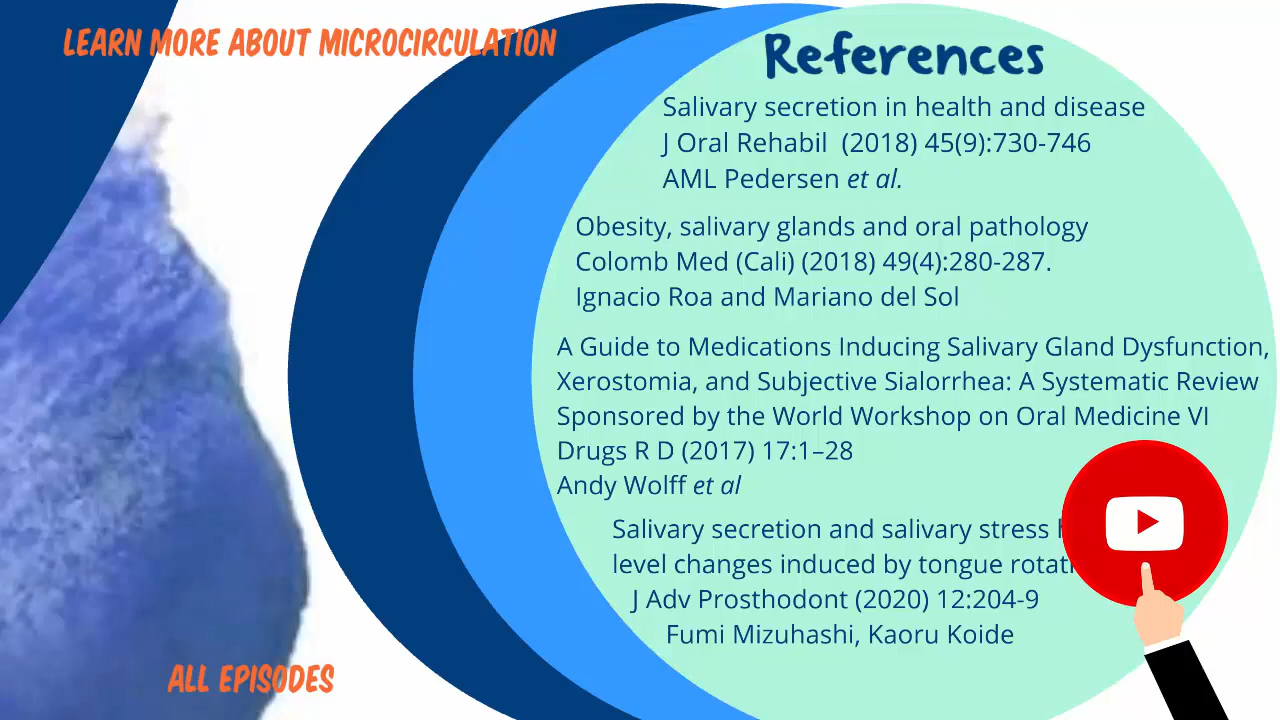 LEARN MORE ABOUT MICROCIRCULATION
References
Salivary secretion in health and disease
J Oral Rehabil (2018) 45(9):730-746
AML Pedersen et al.
Obesity, salivary glands and oral pathology
Colomb Med (Cali) (2018) 49(4):280-287.
Ignacio Roa and Mariano del Sol
A Guide to Medications Inducing Salivary Gland Dysfunction,
Xerostomia, and Subjective Sialorrhea: A Systematic Review
Sponsored by the World Workshop on Oral Medicine VI
Drugs R D (2017) 17:1–28
Andy Wolff et al
Salivary secretion and salivary stress
level changes induced by tongue
J Adv Prosthodont (2020) 12:204-9
Fumi Mizuhashi, Kaoru Koide
ALL EPISODES